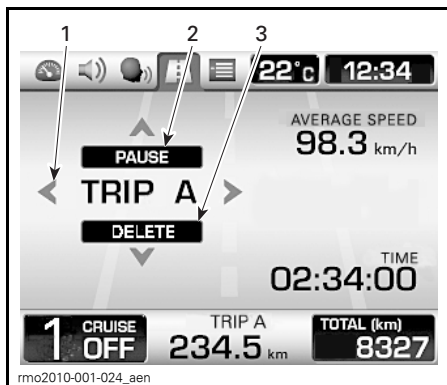 1 2 3
22°c 12:34
AVERAGE SPEED
98.3 km/h
PAUSE
TRIP A
DELETE
TIME
02:34:00
1 CRUISE OFF
TRIP A
234.5 km
TOTAL (km)
8327
rmo2010-001-024_aen